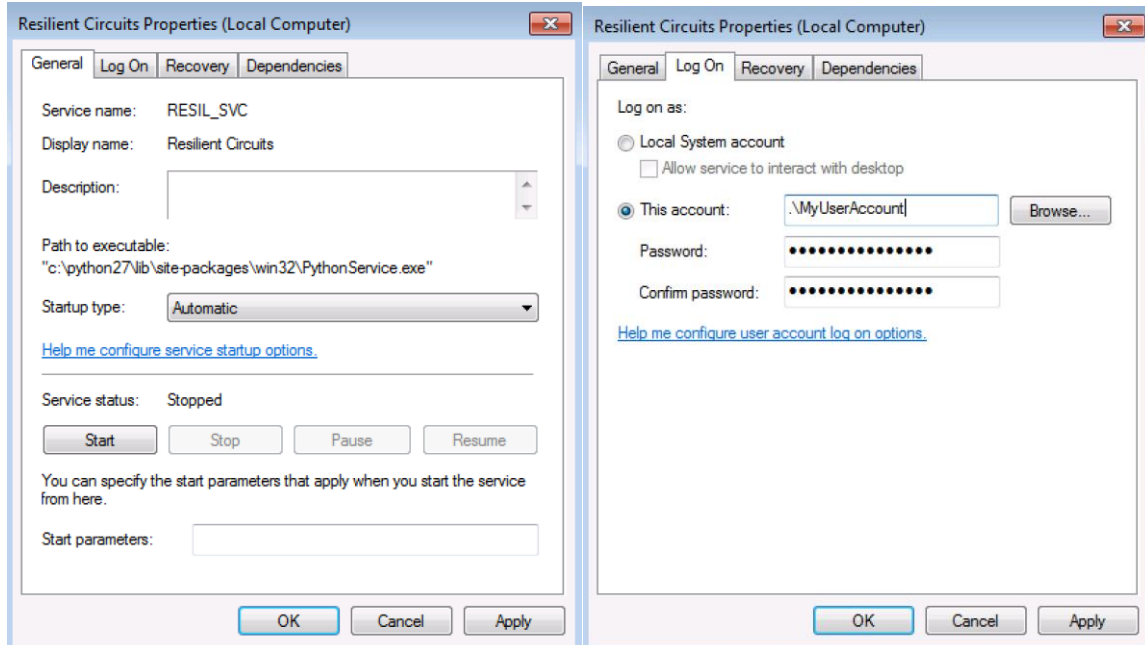 Resilient Circuits Properties (Local Computer)
General Log On Recovery Dependencies
Service name: RESIL_SVC
Display name: Resilient Circuits
Description:
Path to executable:
"c:\python27\lib\site-packages\win32\PythonService.exe"
Startup type: Automatic
Help me configure service startup options.
Service status: Stopped
Start Stop Pause Resume
You can specify the start parameters that apply when you start the service
from here.
Start parameters:
OK Cancel Apply
Resilient Circuits Properties (Local Computer)
General Log On Recovery Dependencies
Log on as:
Local System account
Allow service to interact with desktop
This account: .\MyUserAccount Browse...
Password: •••••••••••••••
Confirm password: •••••••••••••••
Help me configure user account log on options.
OK Cancel Apply